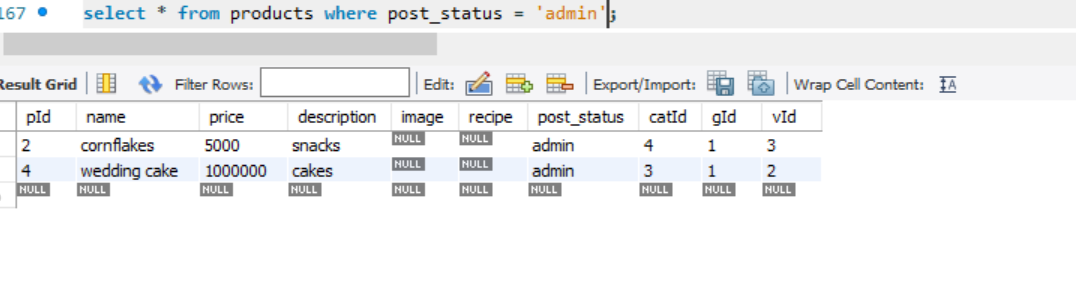 167 select * from products where post_status = 'admin';
Result Grid Filter Rows: Edit: Export/Import: Wrap Cell Content: IA
pId name price description image recipe post_status catId gId vId
2 cornflakes 5000 snacks NULL NULL admin 4 1 3
4 wedding cake 1000000 cakes NULL NULL admin 3 1 2
NULL NULL NULL NULL NULL NULL NULL NULL NULL NULL